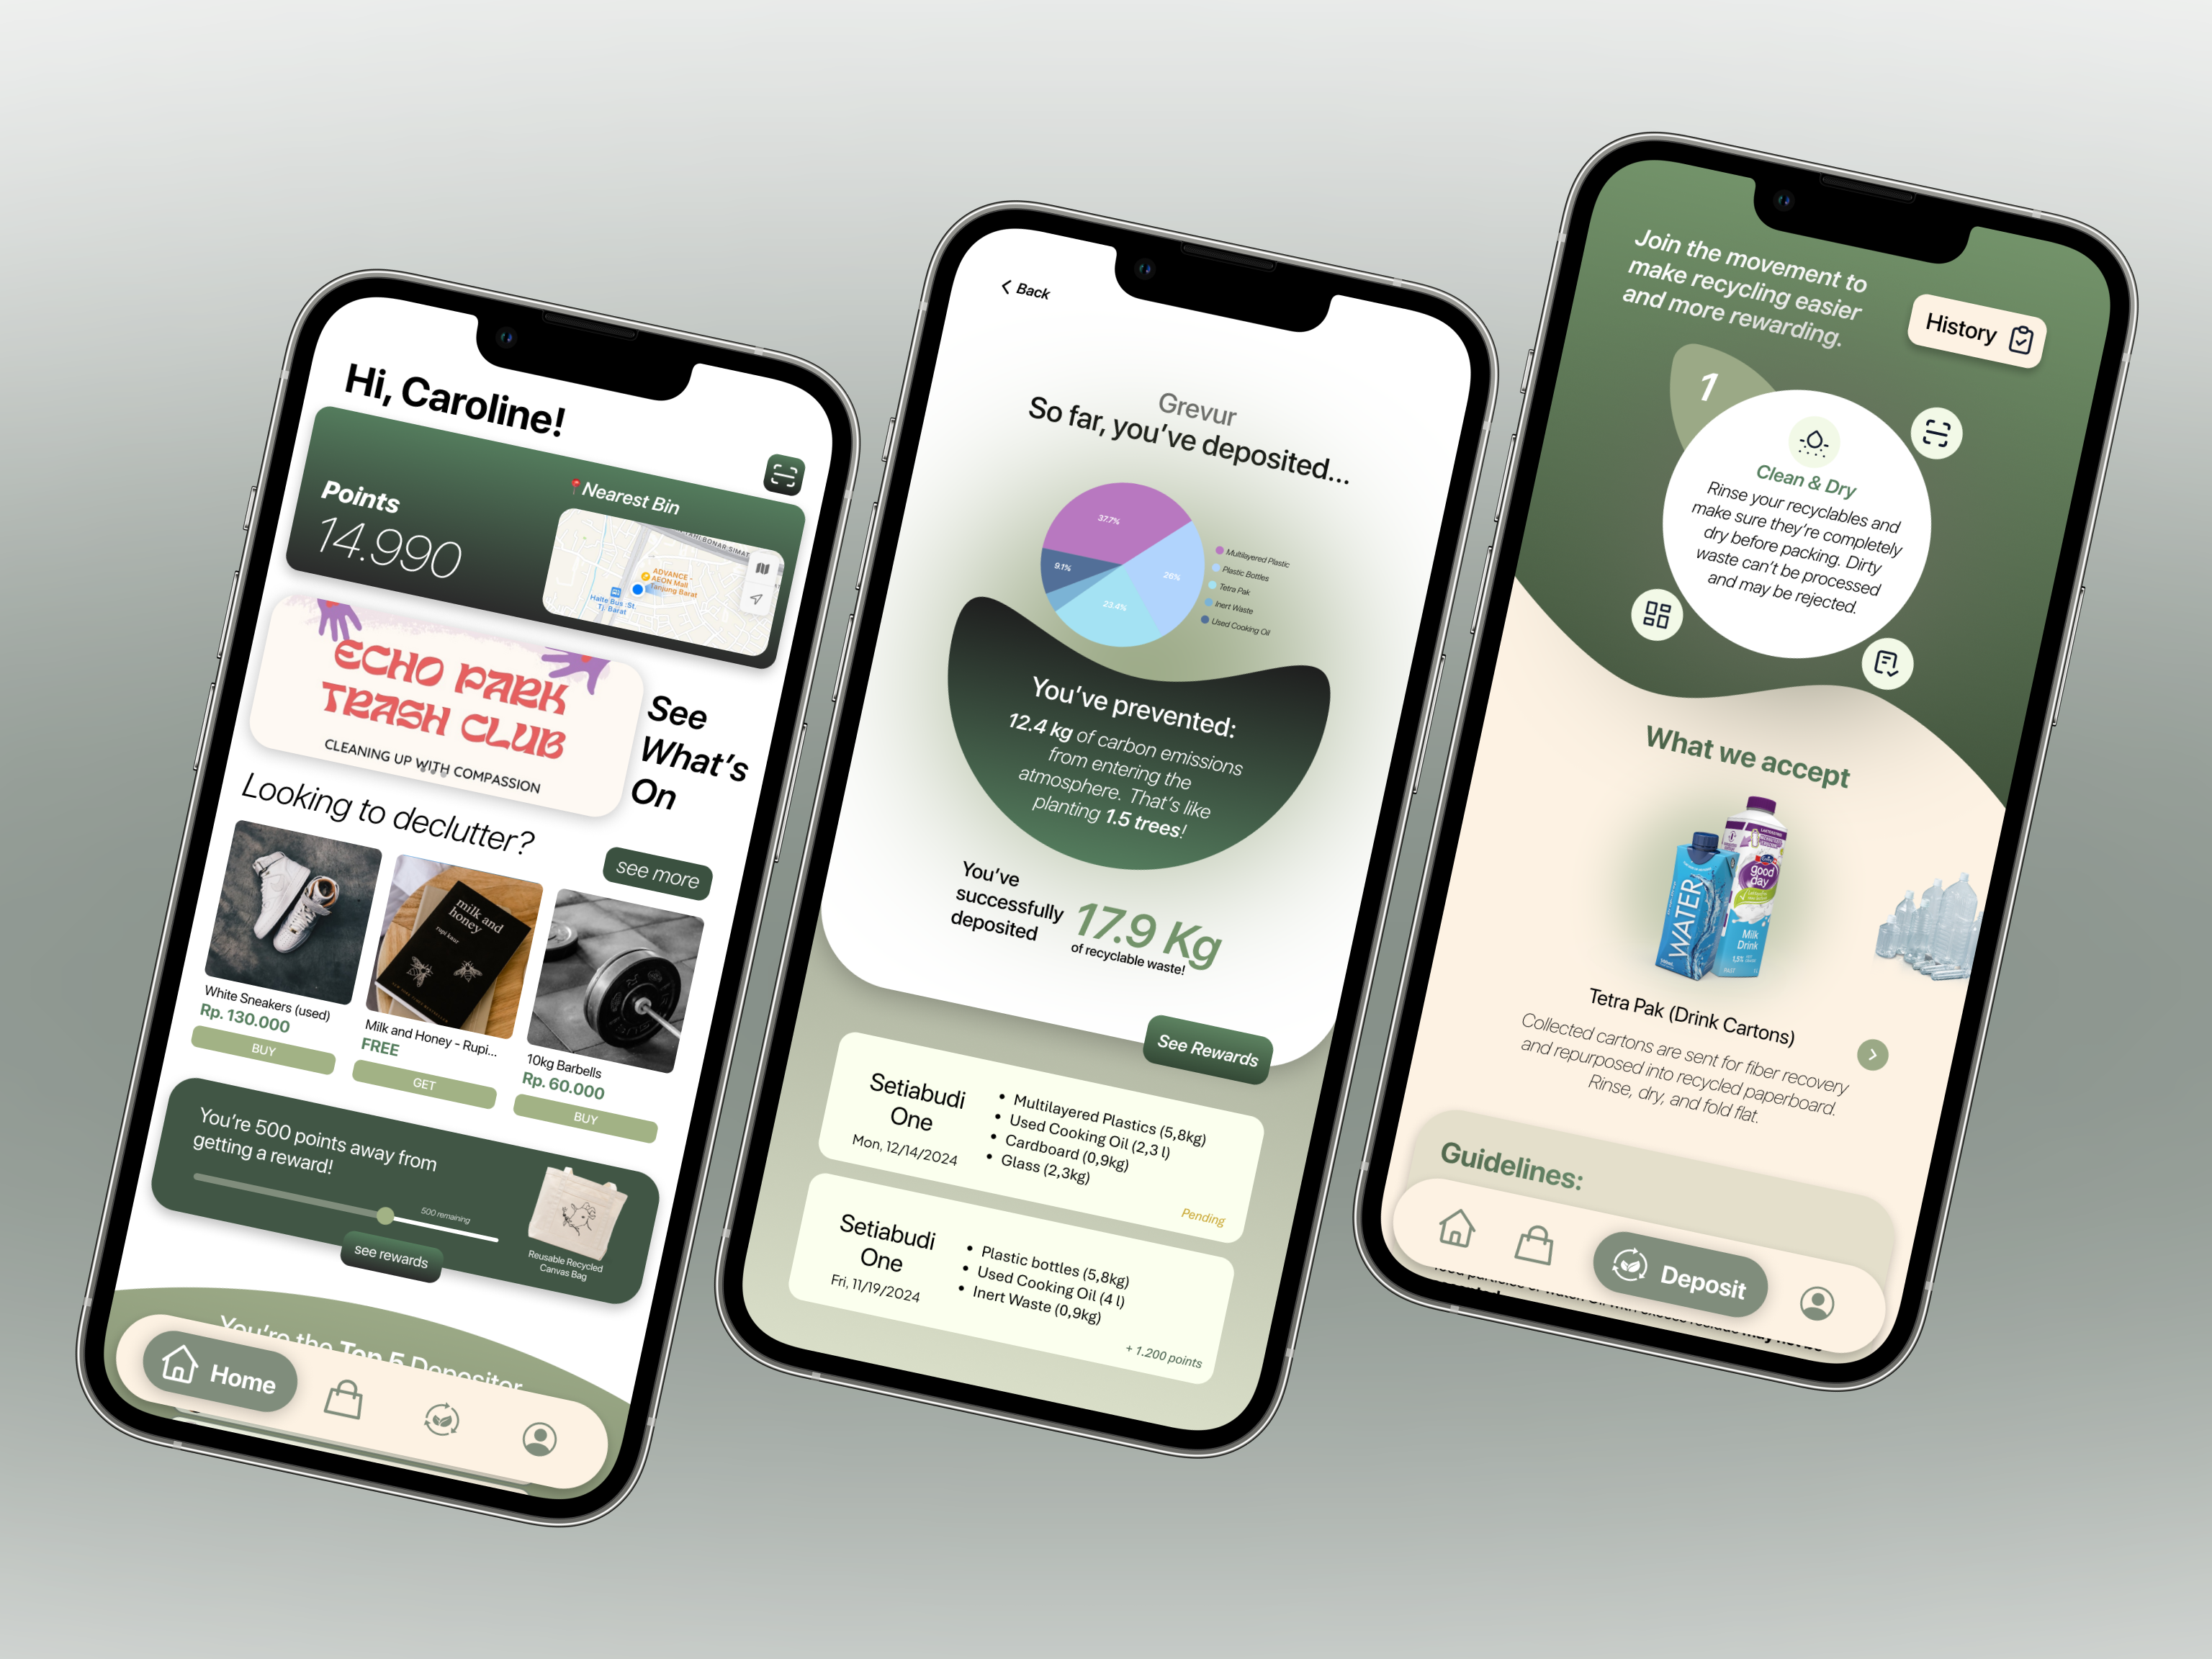 Hi, Caroline!
Points
14.990
📍Nearest Bin
ADVANCE -
AEON Mall
Tanjung Barat
Halte Bus St.
Tj. Barat
BONAR SIMAT
ECHO PARK
TRASH CLUB
CLEANING UP WITH COMPASSION
See
What's
On
Looking to declutter?
see more
milk and
honey
rupi kaur
White Sneakers (used)
Rp. 130.000
BUY
Milk and Honey - Rupi...
FREE
GET
10kg Barbells
Rp. 60.000
BUY
You're 500 points away from
getting a reward!
500 remaining
see rewards
Reusable Recycled
Canvas Bag
You're the Top 5 Depositor
Home
Back
Grevur
So far, you've deposited...
37.7%
26%
23.4%
9.1%
Multilayered Plastic
Plastic Bottles
Tetra Pak
Inert Waste
Used Cooking Oil
You've prevented:
12.4 kg of carbon emissions
from entering the
atmosphere. That's like
planting 1.5 trees!
You've
successfully
deposited
17.9 Kg
of recyclable waste!
See Rewards
Setiabudi
One
Mon, 12/14/2024
• Multilayered Plastics (5,8kg)
• Used Cooking Oil (2,3 l)
• Cardboard (0,9kg)
• Glass (2,3kg)
Pending
Setiabudi
One
Fri, 11/19/2024
• Plastic bottles (5,8kg)
• Used Cooking Oil (4 l)
• Inert Waste (0,9kg)
+ 1.200 points
Join the movement to
make recycling easier
and more rewarding.
History
1
Clean & Dry
Rinse your recyclables and
make sure they're completely
dry before packing. Dirty
waste can't be processed
and may be rejected.
What we accept
WATER
good
day
Milk
Drink
Tetra Pak (Drink Cartons)
Collected cartons are sent for fiber recovery
and repurposed into recycled paperboard.
Rinse, dry, and fold flat.
Guidelines:
Deposit